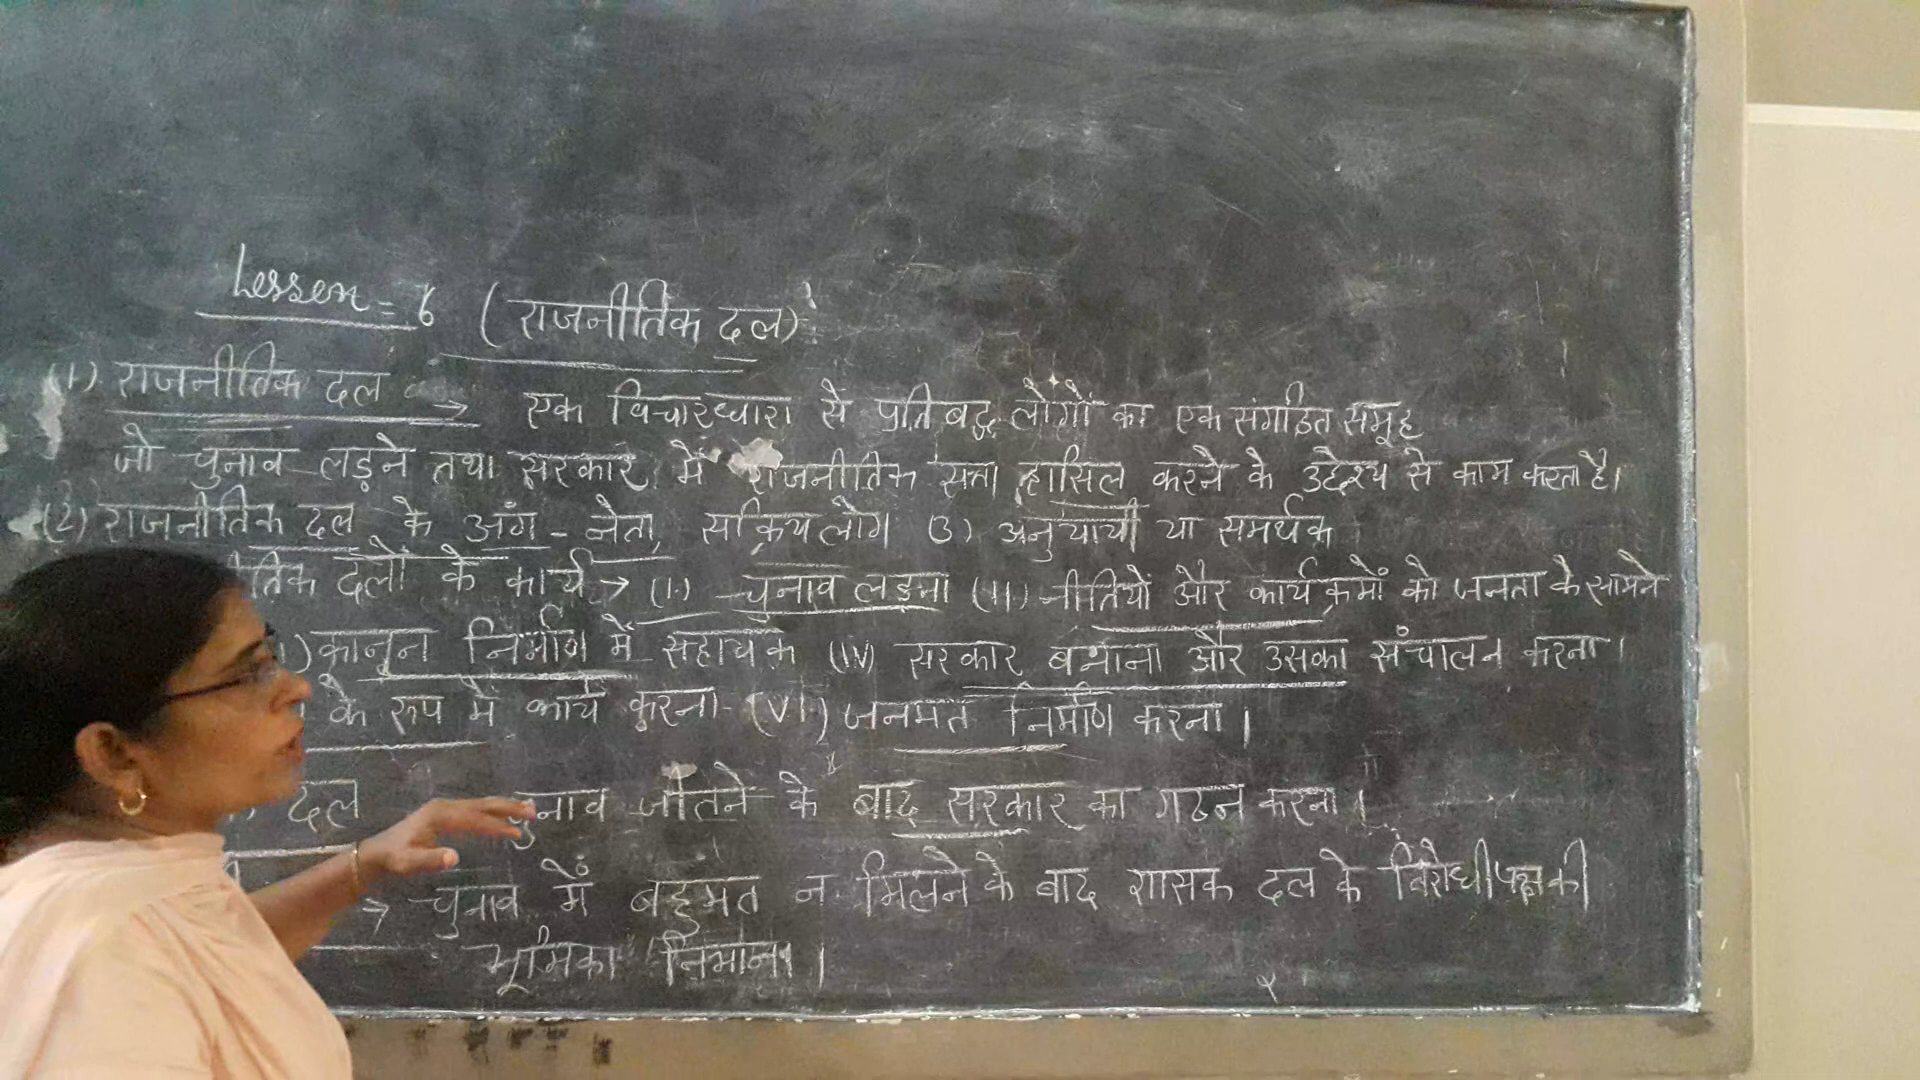 Lesson = 6 (राजनीतिक दल)
(1) राजनीतिक दल → एक विचारध्धारा से प्रतिबद्ध लोगों का एक संगठित समूह
जो चुनाव लड़ने तथा सरकार में राजनीतिक सत्ता हासिल करने के उद्देश्य से काम करता है।
(2) राजनीतिक दल के अंग - नेता, सक्रिय लोग (3) अनुयायी या समर्थक
तिक दलों के कार्य → (i) चुनाव लड़ना (ii) नीतियों और कार्यक्रमों को जनता के सामने
) कानून निर्माण में सहायक (iv) सरकार बनाना और उसका संचालन करना।
के रूप में कार्य करना - (vi) जनमत निर्माण करना।
दल चुनाव जीतने के बाद सरकार का गठन करना।
→ चुनाव में बहुमत न मिलने के बाद शासक दल के विरोधी पक्ष की
भूमिका निभाना।